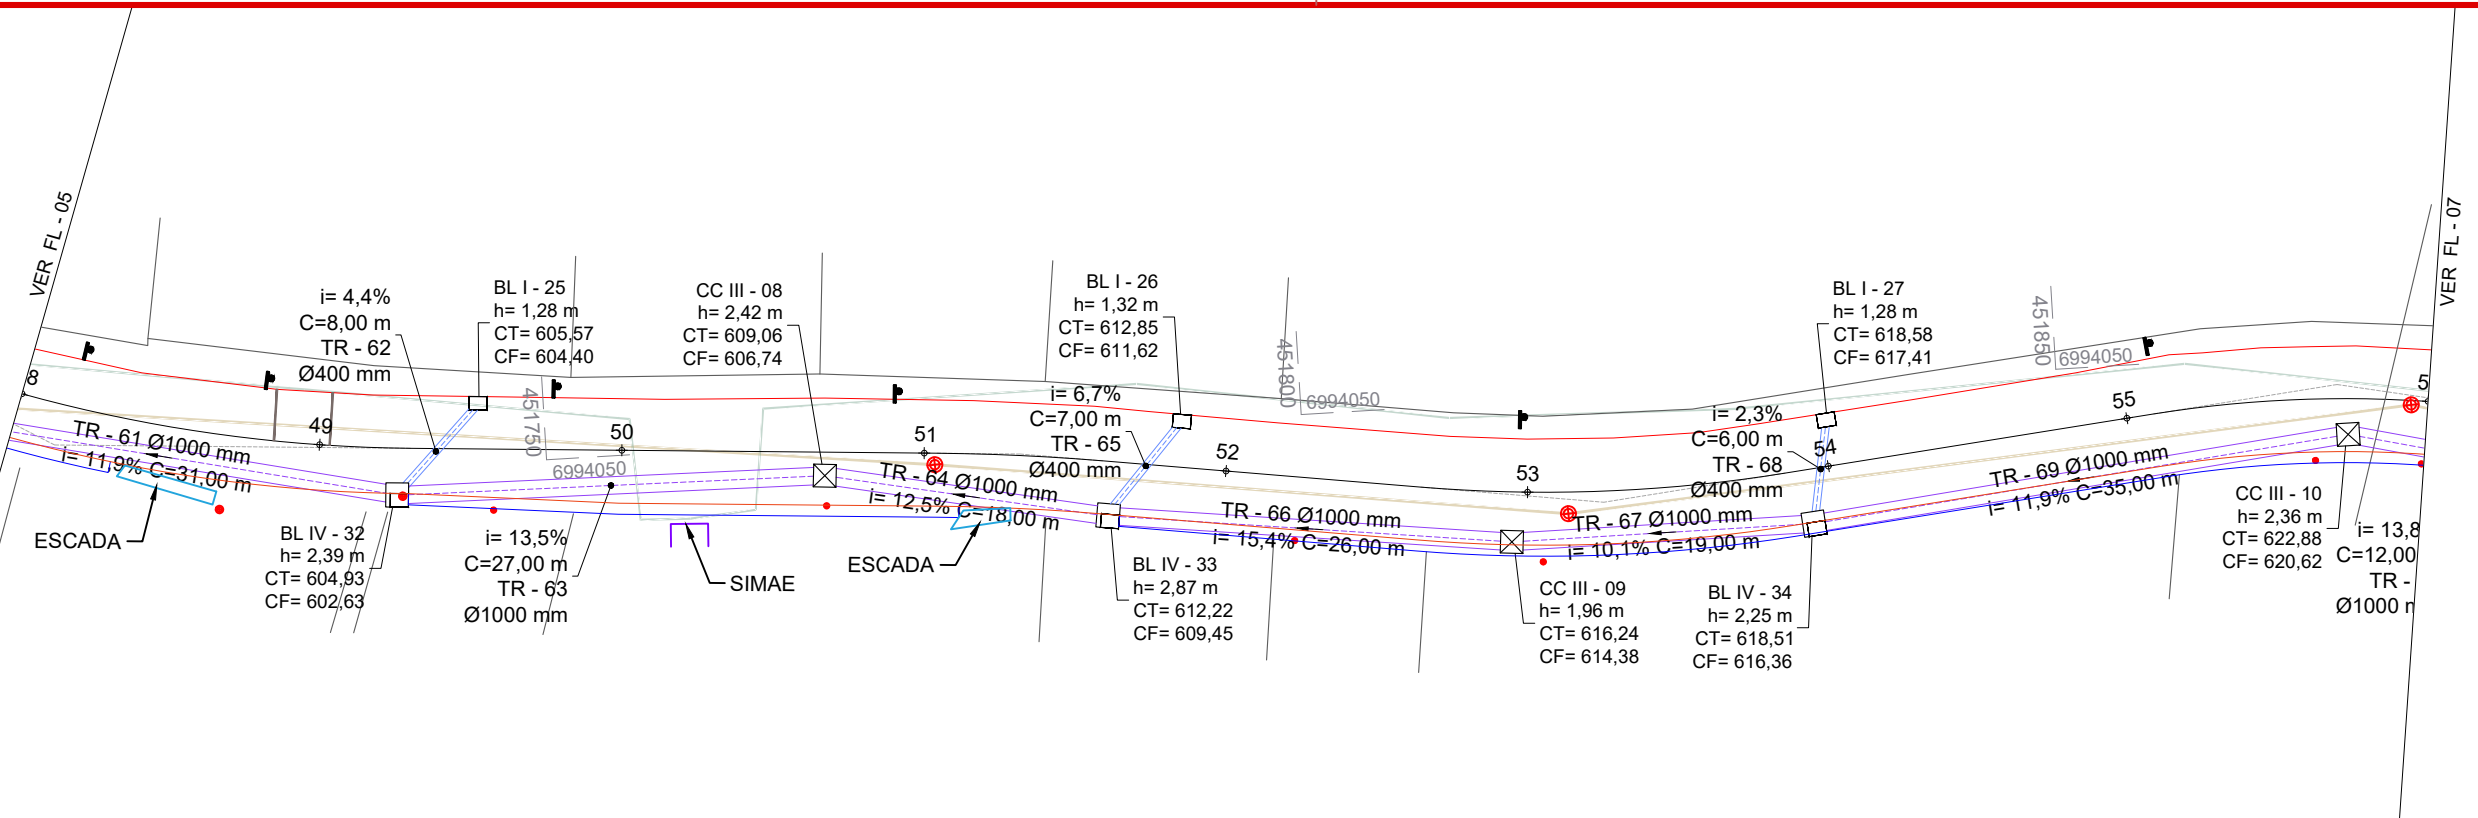 VER FL - 05
8
i= 4,4%
C=8,00 m
TR - 62
Ø400 mm
BL I - 25
h= 1,28 m
CT= 605,57
CF= 604,40
CC III - 08
h= 2,42 m
CT= 609,06
CF= 606,74
BL I - 26
h= 1,32 m
CT= 612,85
CF= 611,62
i= 6,7%
C=7,00 m
TR - 65
Ø400 mm
BL I - 27
h= 1,28 m
CT= 618,58
CF= 617,41
i= 2,3%
C=6,00 m
TR - 68
Ø400 mm
VER FL - 07
451750
6994050
451800
6994050
451850
6994050
49
50
51
52
53
54
55
5
TR - 61 Ø1000 mm
i= 11,9% C=31,00 m
TR - 64 Ø1000 mm
i= 12,5% C=18,00 m
TR - 66 Ø1000 mm
i= 15,4% C=26,00 m
TR - 67 Ø1000 mm
i= 10,1% C=19,00 m
TR - 69 Ø1000 mm
i= 11,9% C=35,00 m
ESCADA
BL IV - 32
h= 2,39 m
CT= 604,93
CF= 602,63
i= 13,5%
C=27,00 m
TR - 63
Ø1000 mm
SIMAE
ESCADA
BL IV - 33
h= 2,87 m
CT= 612,22
CF= 609,45
CC III - 09
h= 1,96 m
CT= 616,24
CF= 614,38
BL IV - 34
h= 2,25 m
CT= 618,51
CF= 616,36
CC III - 10
h= 2,36 m
CT= 622,88
CF= 620,62
i= 13,8
C=12,00
TR -
Ø1000